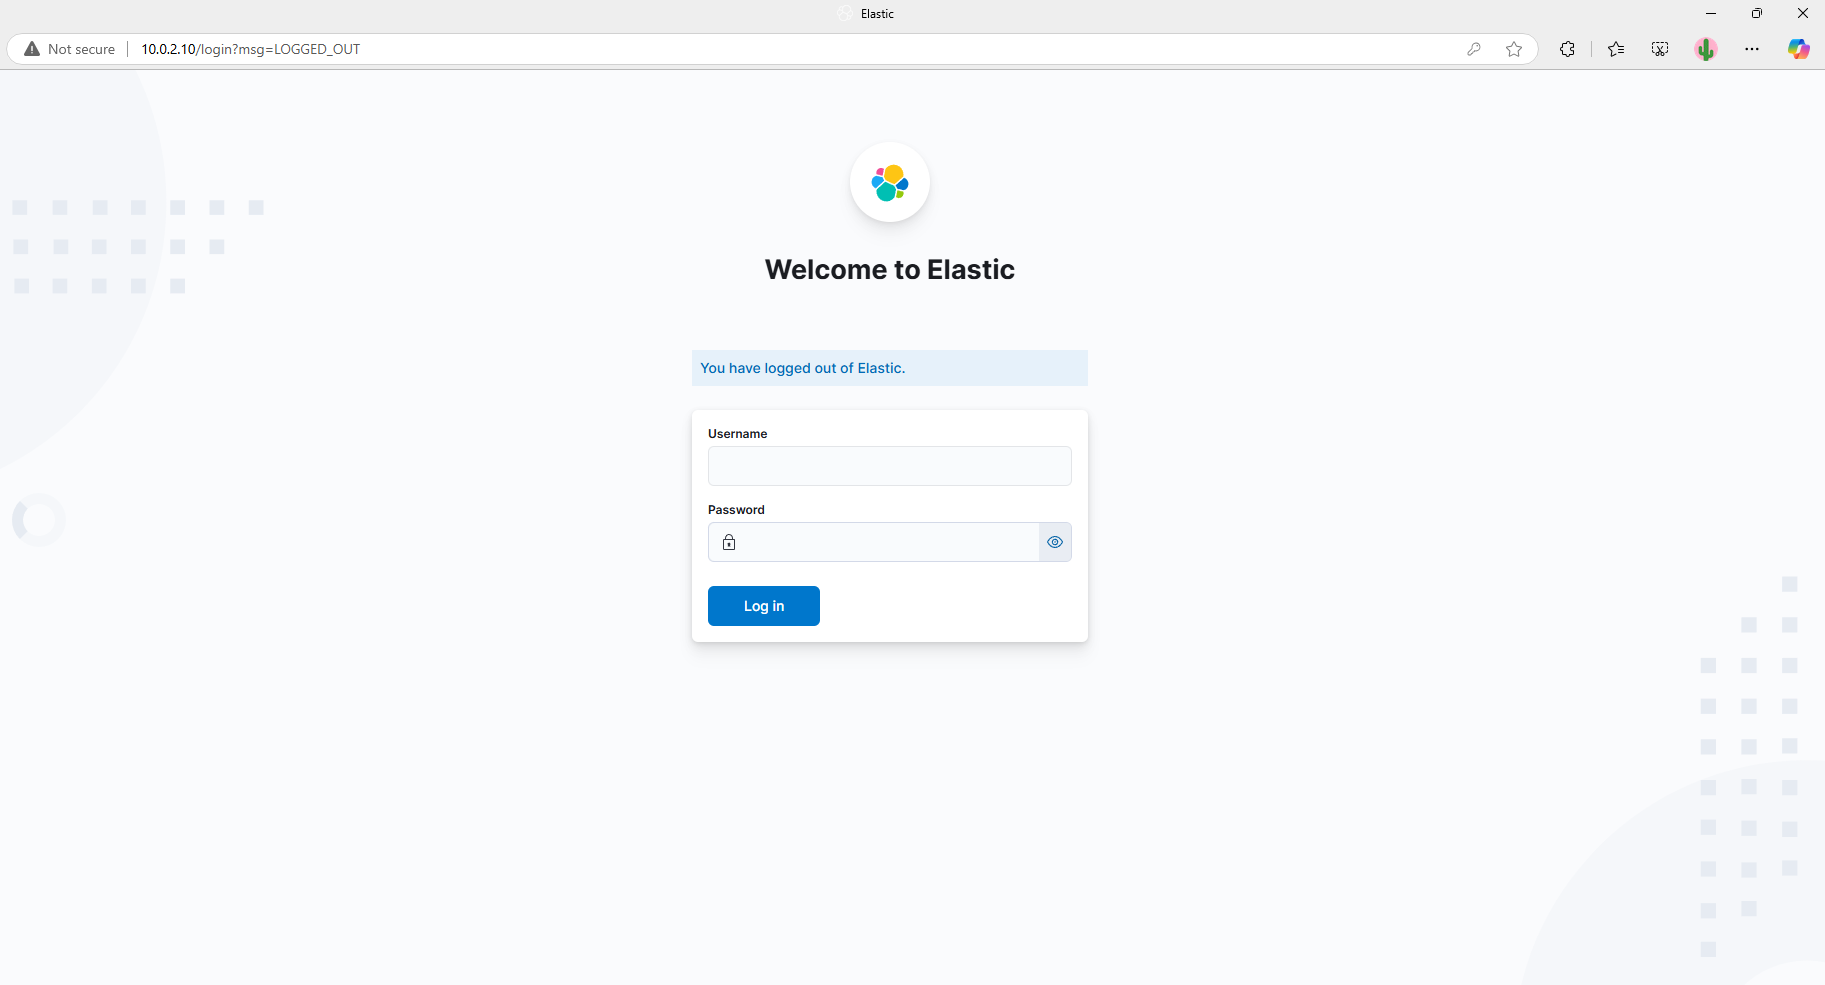 Elastic
Not secure
10.0.2.10/login?msg=LOGGED_OUT
Welcome to Elastic
You have logged out of Elastic.
Username
Password
Log in